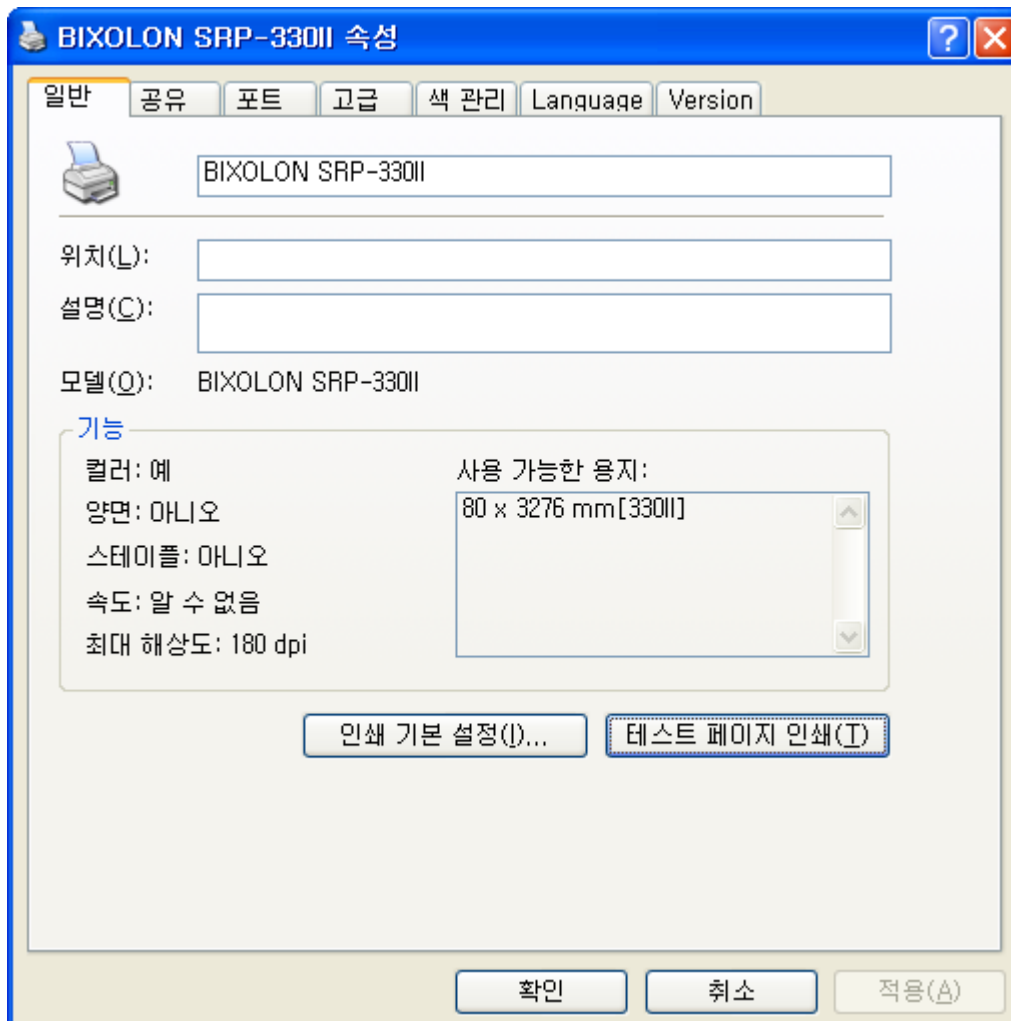 BIXOLON SRP-330II 속성
일반 공유 포트 고급 색 관리 Language Version
BIXOLON SRP-330II
위치(L):
설명(C):
모델(O): BIXOLON SRP-330II
기능
컬러: 예
양면: 아니오
스테이플: 아니오
속도: 알 수 없음
최대 해상도: 180 dpi
사용 가능한 용지:
80 x 3276 mm[330II]
인쇄 기본 설정(I)... 테스트 페이지 인쇄(T)
확인 취소 적용(A)